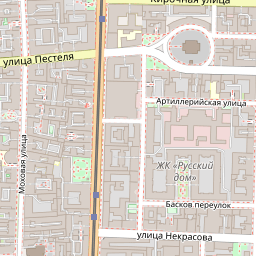 Кирочная улица
улица Пестеля
Артиллерийская улица
Моховая улица
ЖК «Русский
дом»
Басков переулок
улица Некрасова